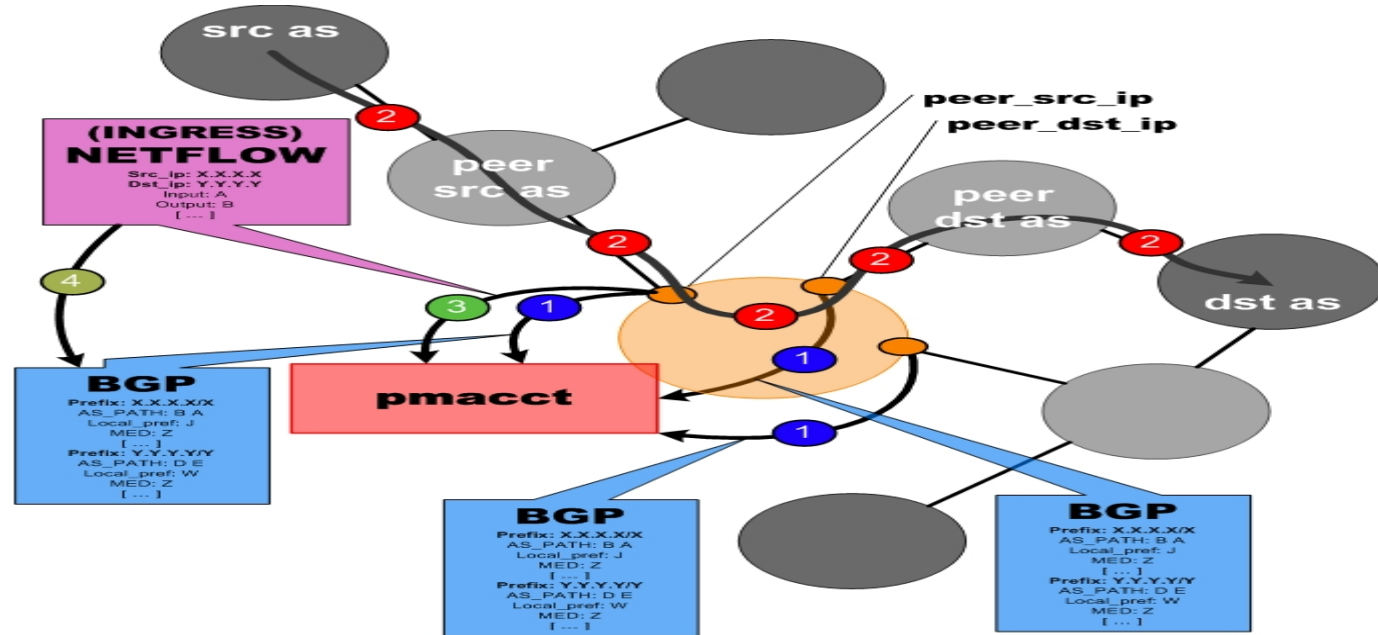 src as
2
peer_src_ip
peer_dst_ip
(INGRESS)
NETFLOW
Src_ip: X.X.X.X
Dst_ip: Y.Y.Y.Y
Input: A
Output: B
[ ... ]
peer
src as
peer
dst as
2
2
2
dst as
4
3
1
2
1
pmacct
1
BGP
Prefix: X.X.X.X/X
AS_PATH: B A
Local_pref: J
MED: Z
[ ... ]
Prefix: Y.Y.Y.Y/Y
AS_PATH: D E
Local_pref: W
MED: Z
[ ... ]
BGP
Prefix: X.X.X.X/X
AS_PATH: B A
Local_pref: J
MED: Z
[ ... ]
Prefix: Y.Y.Y.Y/Y
AS_PATH: D E
Local_pref: W
MED: Z
[ ... ]
BGP
Prefix: X.X.X.X/X
AS_PATH: B A
Local_pref: J
MED: Z
[ ... ]
Prefix: Y.Y.Y.Y/Y
AS_PATH: D E
Local_pref: W
MED: Z
[ ... ]